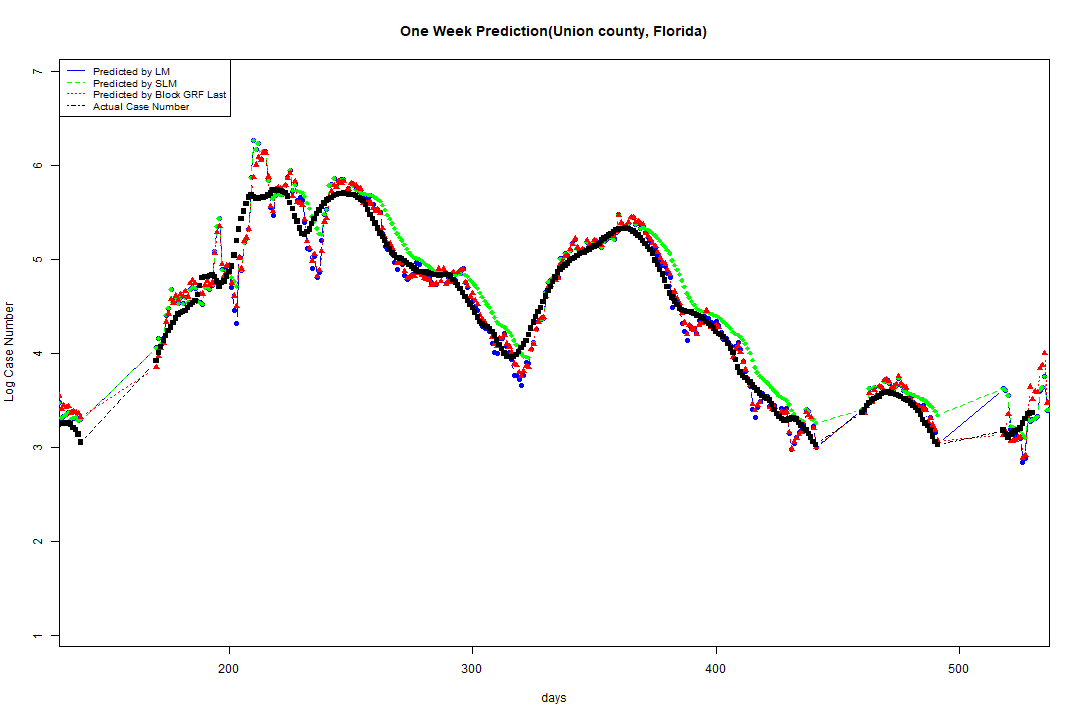 One Week Prediction(Union county, Florida)
Predicted by LM
Predicted by SLM
Predicted by Block GRF Last
Actual Case Number
Log Case Number
7
6
5
4
3
2
1
200
300
400
500
days